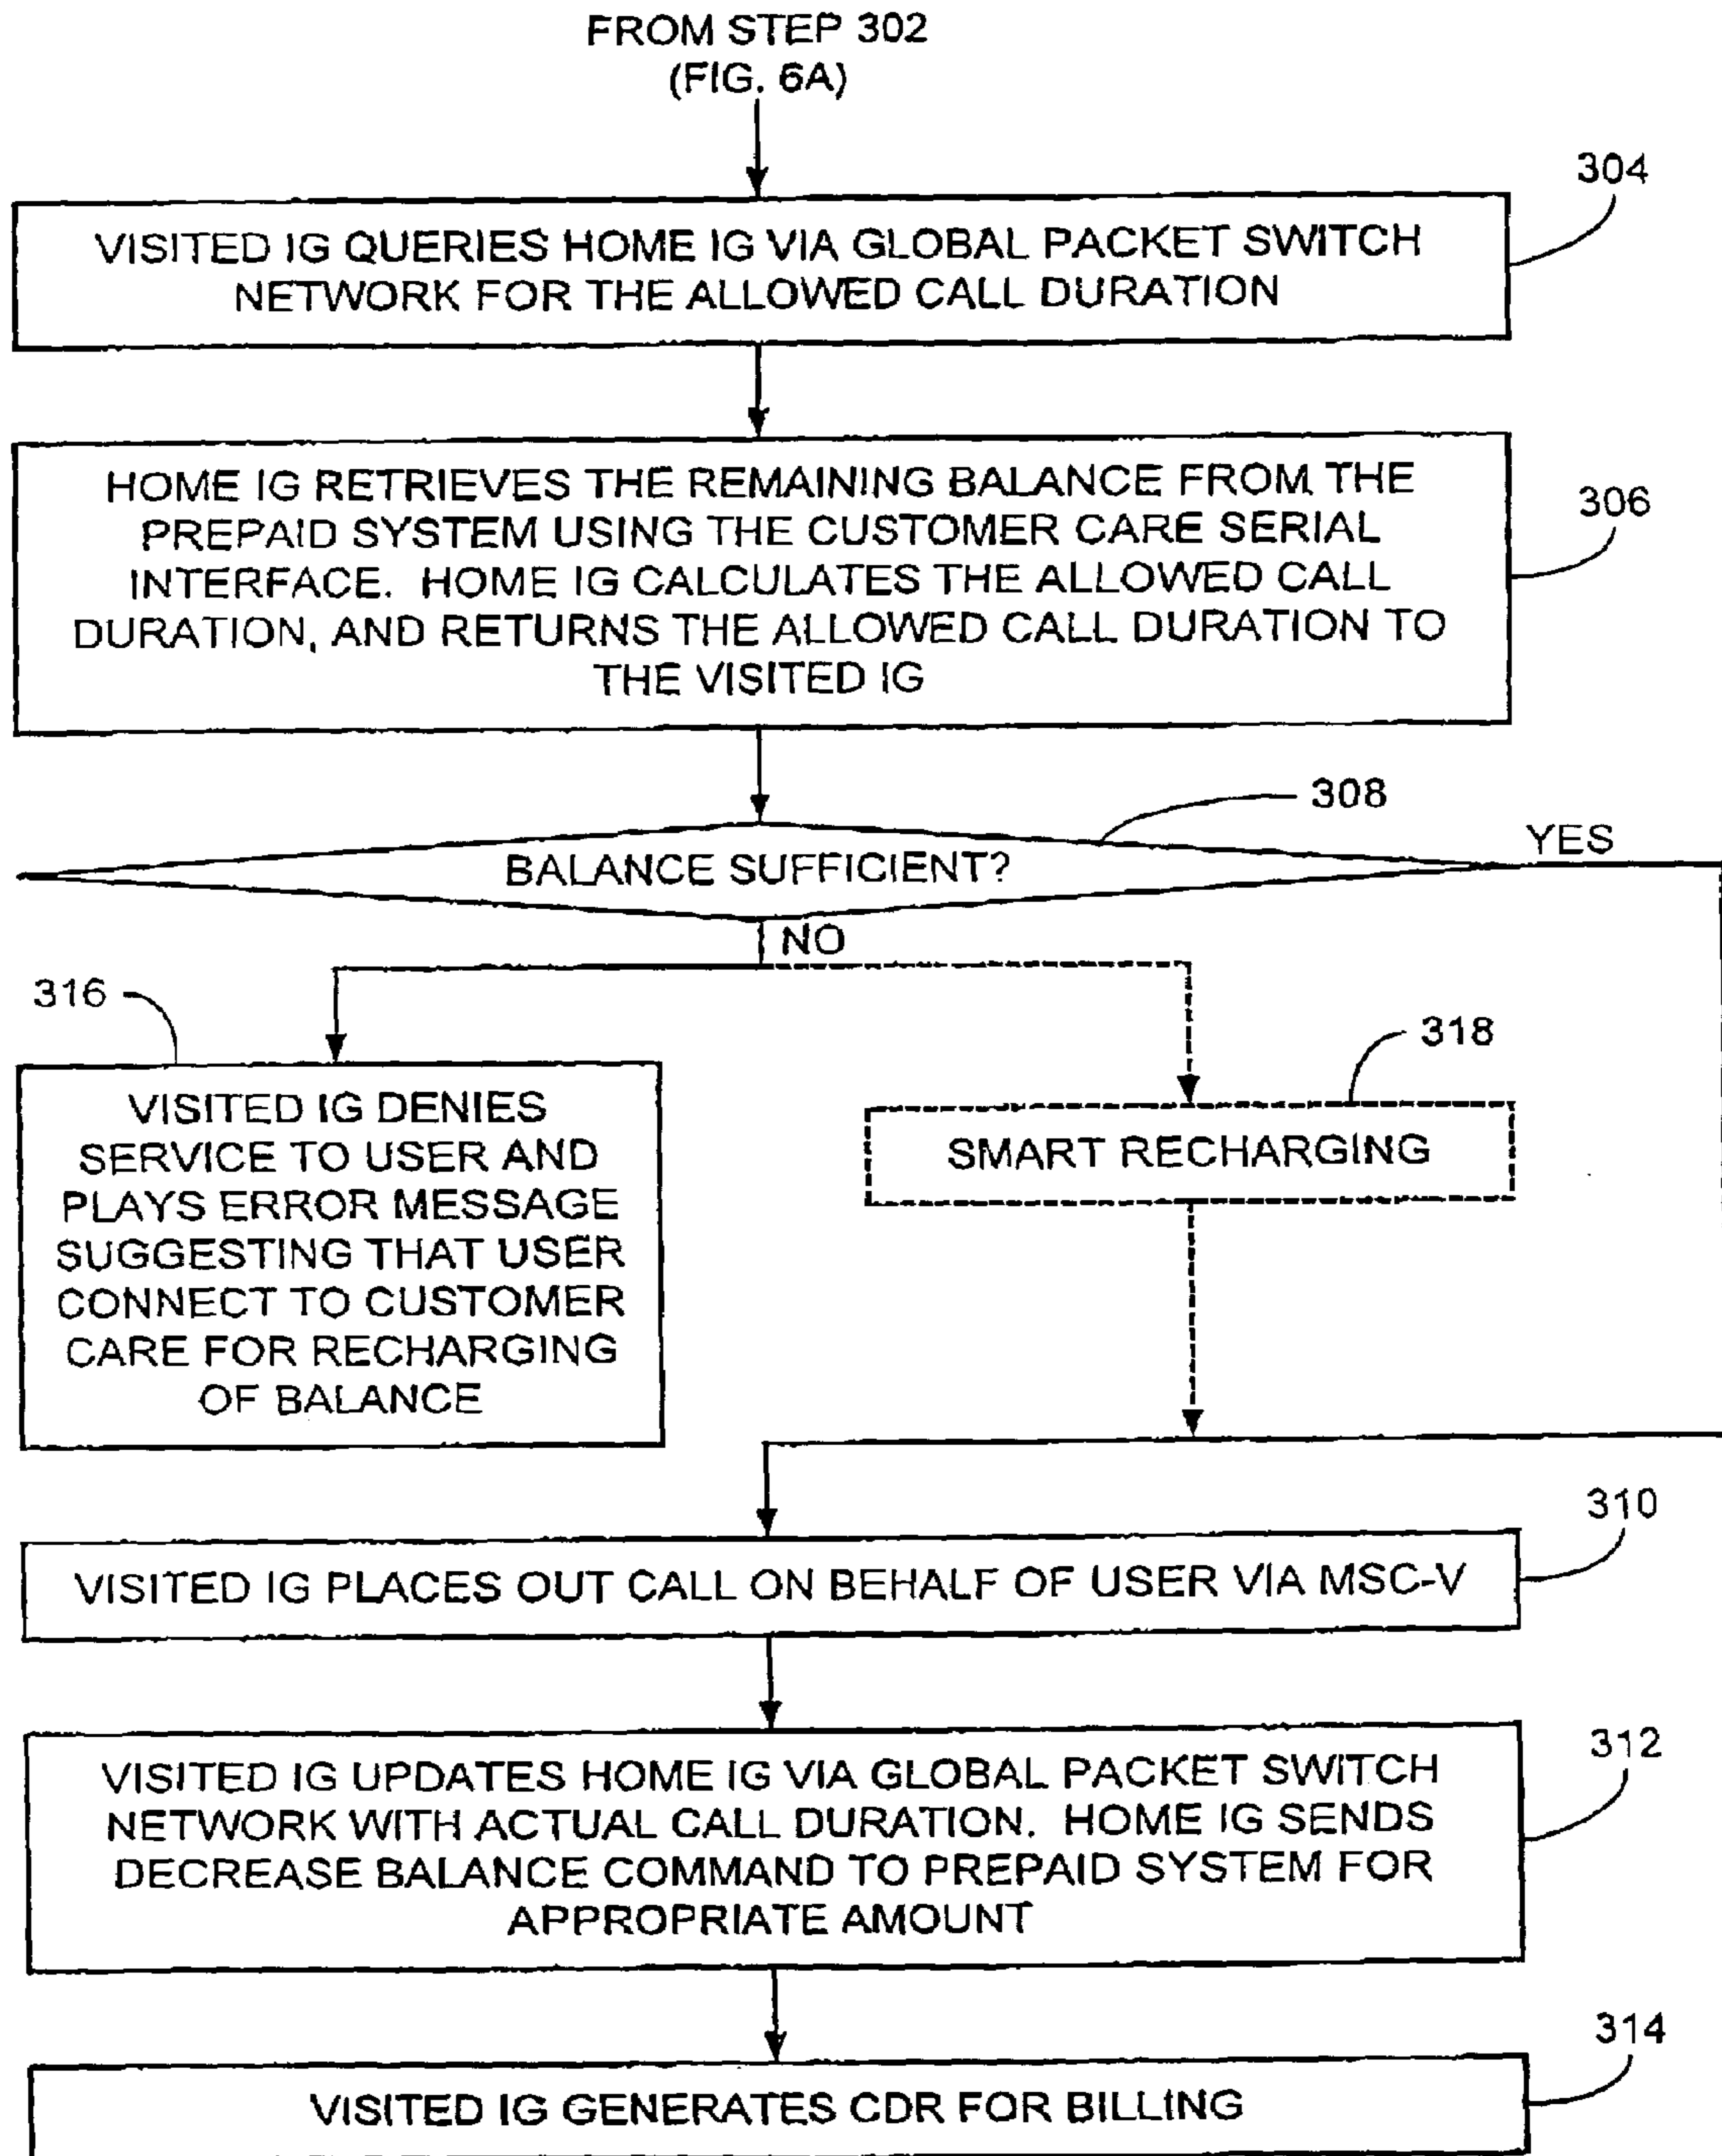 FROM STEP 302
(FIG. 6A)
304
VISITED IG QUERIES HOME IG VIA GLOBAL PACKET SWITCH
NETWORK FOR THE ALLOWED CALL DURATION
306
HOME IG RETRIEVES THE REMAINING BALANCE FROM THE
PREPAID SYSTEM USING THE CUSTOMER CARE SERIAL
INTERFACE. HOME IG CALCULATES THE ALLOWED CALL
DURATION, AND RETURNS THE ALLOWED CALL DURATION TO
THE VISITED IG
308
BALANCE SUFFICIENT?
YES
NO
316
VISITED IG DENIES
SERVICE TO USER AND
PLAYS ERROR MESSAGE
SUGGESTING THAT USER
CONNECT TO CUSTOMER
CARE FOR RECHARGING
OF BALANCE
318
SMART RECHARGING
310
VISITED IG PLACES OUT CALL ON BEHALF OF USER VIA MSC-V
312
VISITED IG UPDATES HOME IG VIA GLOBAL PACKET SWITCH
NETWORK WITH ACTUAL CALL DURATION. HOME IG SENDS
DECREASE BALANCE COMMAND TO PREPAID SYSTEM FOR
APPROPRIATE AMOUNT
314
VISITED IG GENERATES CDR FOR BILLING